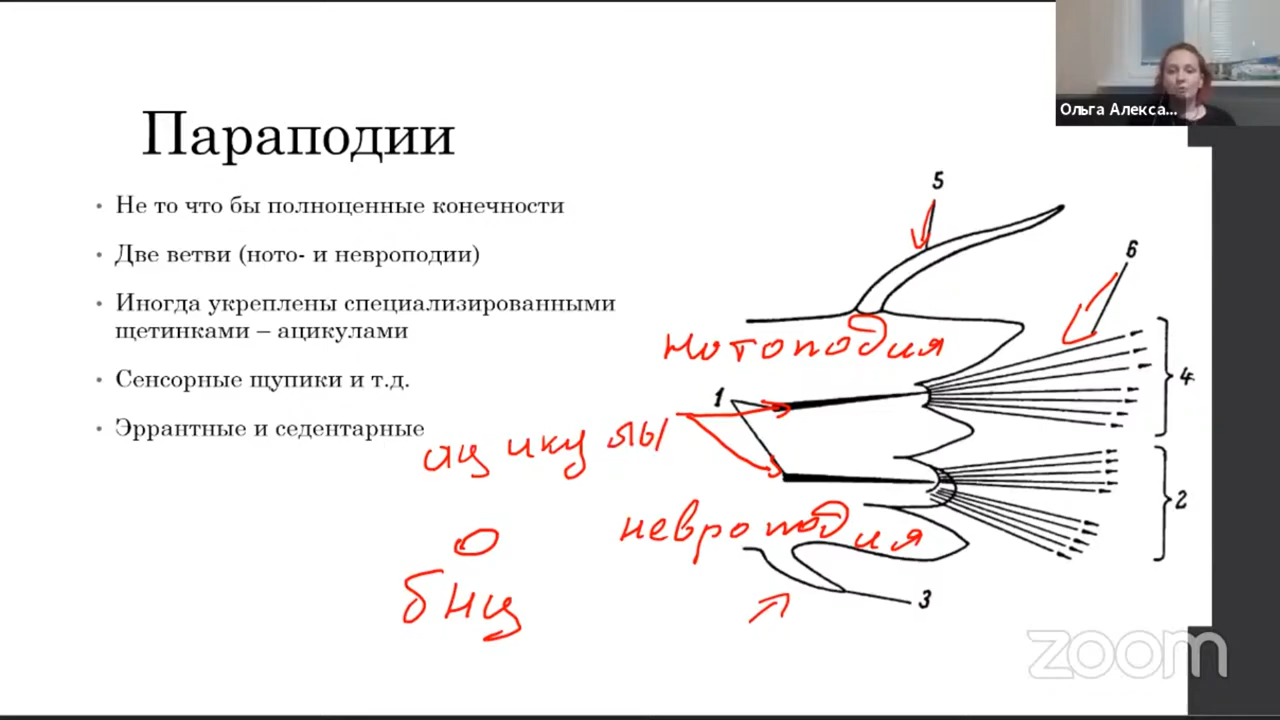 Ольга Алекса...
Параподии
• Не то что бы полноценные конечности
• Две ветви (ното- и невроподии)
• Иногда укреплены специализированными
щетинками – ацикулами
• Сенсорные щупики и т.д.
• Эррантные и седентарные
5
6
нотоподия
4
1
ацикулы
2
невроподия
3
бнц
zoom